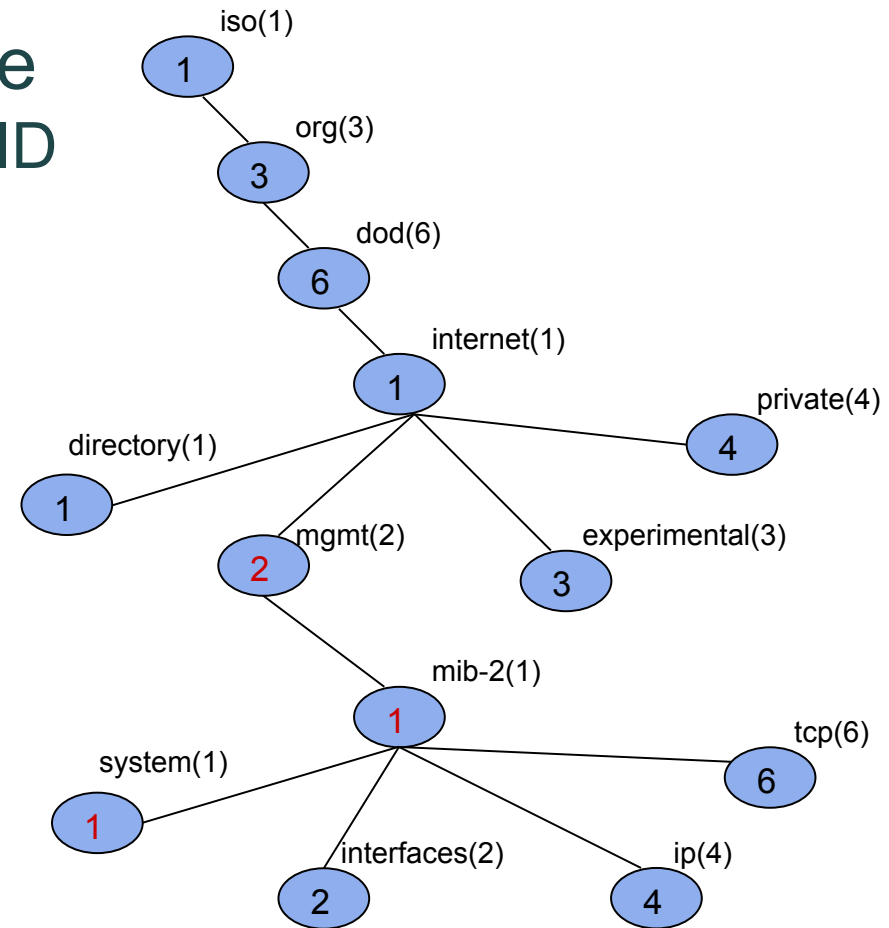 iso(1)
1
org(3)
3
dod(6)
6
internet(1)
1
private(4)
4
directory(1)
1
mgmt(2)
2
experimental(3)
3
mib-2(1)
1
tcp(6)
6
system(1)
1
interfaces(2)
2
ip(4)
4